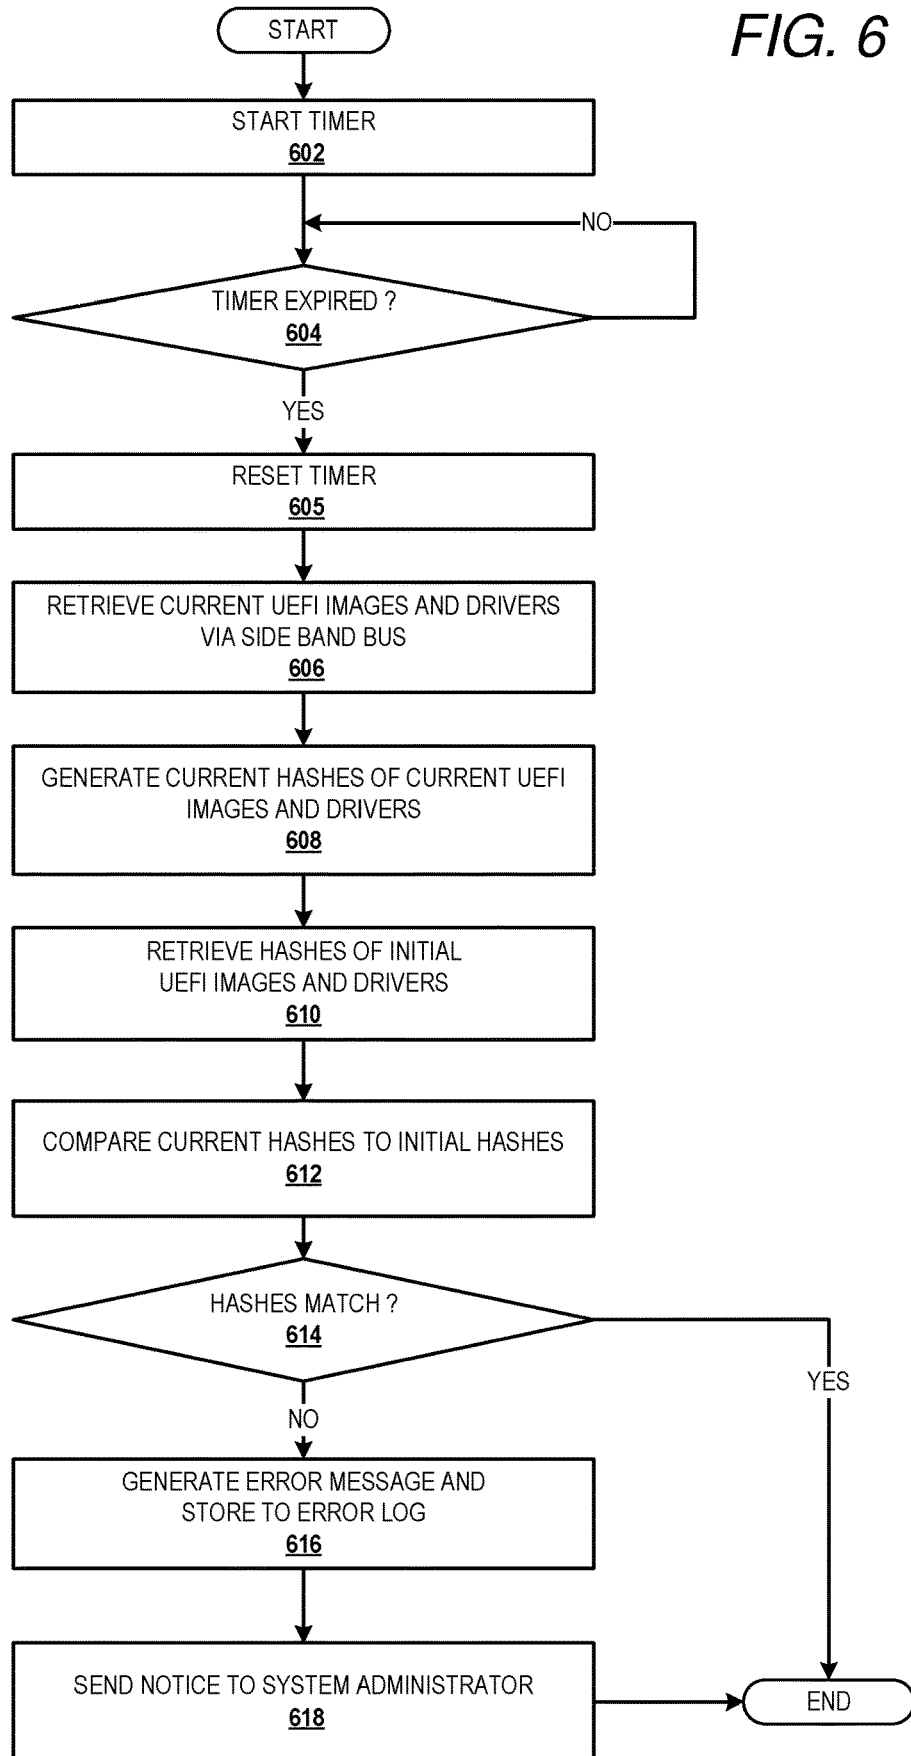 START
FIG. 6
START TIMER
602
NO
TIMER EXPIRED ?
604
YES
RESET TIMER
605
RETRIEVE CURRENT UEFI IMAGES AND DRIVERS
VIA SIDE BAND BUS
606
GENERATE CURRENT HASHES OF CURRENT UEFI
IMAGES AND DRIVERS
608
RETRIEVE HASHES OF INITIAL
UEFI IMAGES AND DRIVERS
610
COMPARE CURRENT HASHES TO INITIAL HASHES
612
HASHES MATCH ?
614
YES
NO
GENERATE ERROR MESSAGE AND
STORE TO ERROR LOG
616
SEND NOTICE TO SYSTEM ADMINISTRATOR
618
END